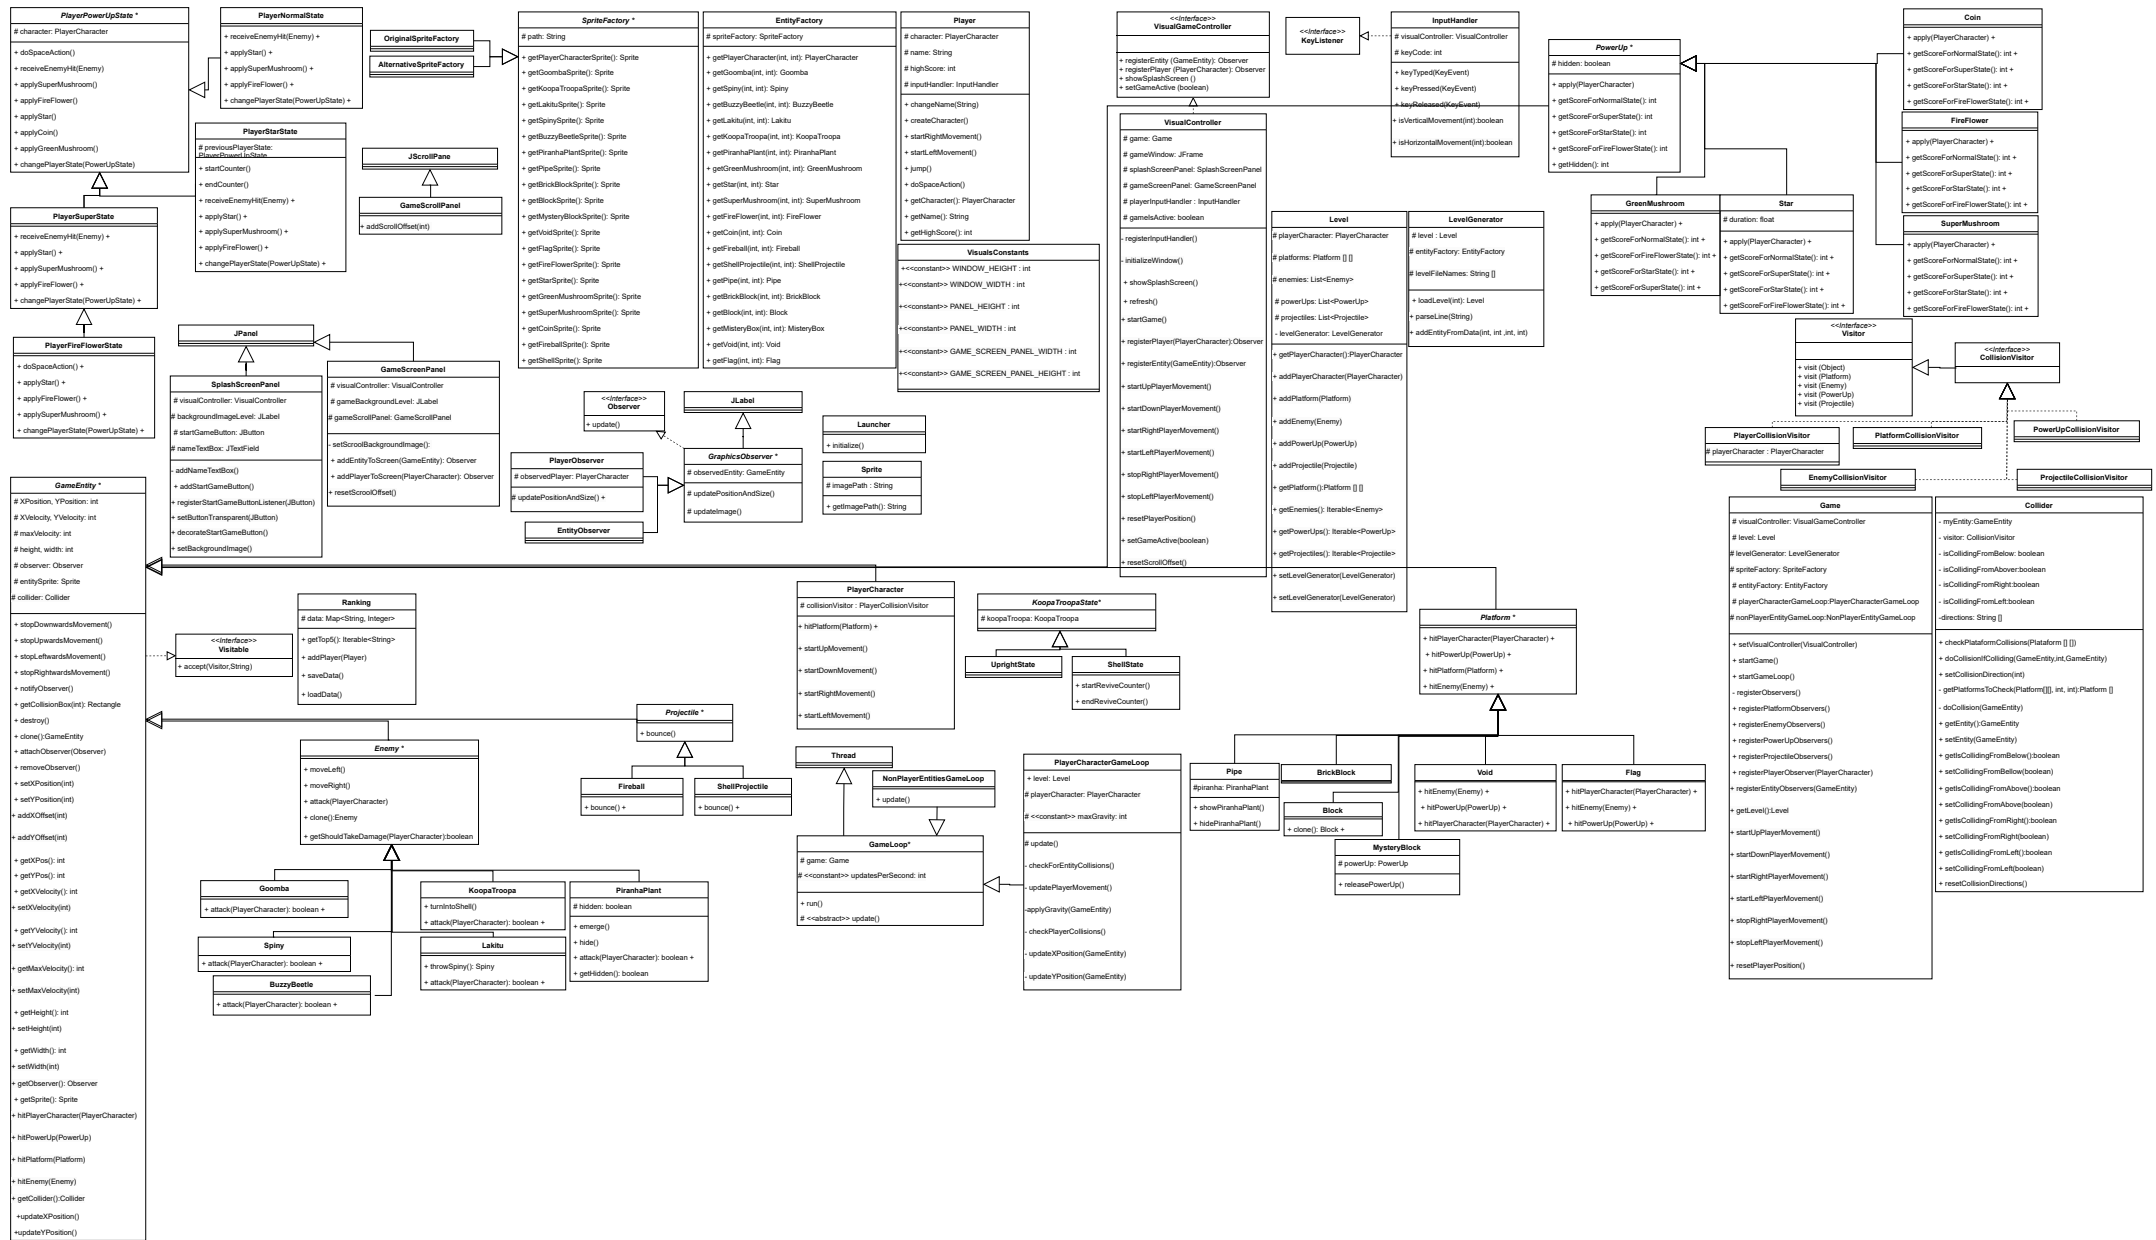 PlayerPowerUpState *
# character: PlayerCharacter
+ doSpaceAction()
+ receiveEnemyHit(Enemy)
+ applySuperMushroom()
+ applyFireFlower()
+ applyStar()
+ applyCoin()
+ applyGreenMushroom()
+ changePlayerState(PowerUpState)
PlayerNormalState
+ receiveEnemyHit(Enemy) +
+ applyStar() +
+ applySuperMushroom() +
+ applyFireFlower() +
+ changePlayerState(PowerUpState) +
PlayerStarState
# previousPlayerState:
PlayerPowerUpState
+ startCounter()
+ endCounter()
+ receiveEnemyHit(Enemy) +
+ applyStar() +
+ applySuperMushroom() +
+ applyFireFlower() +
+ changePlayerState(PowerUpState) +
PlayerSuperState
+ receiveEnemyHit(Enemy) +
+ applyStar() +
+ applySuperMushroom() +
+ applyFireFlower() +
+ changePlayerState(PowerUpState) +
PlayerFireFlowerState
+ doSpaceAction() +
+ applyStar() +
+ applyFireFlower() +
+ applySuperMushroom() +
+ changePlayerState(PowerUpState) +
OriginalSpriteFactory
AlternativeSpriteFactory
JScrollPane
GameScrollPanel
+ addScrollOffset(int)
SpriteFactory *
# path: String
+ getPlayerCharacterSprite(): Sprite
+ getGoombaSprite(): Sprite
+ getKoopaTroopaSprite(): Sprite
+ getLakituSprite(): Sprite
+ getSpinySprite(): Sprite
+ getBuzzyBeetleSprite(): Sprite
+ getPiranhaPlantSprite(): Sprite
+ getPipeSprite(): Sprite
+ getBrickBlockSprite(): Sprite
+ getBlockSprite(): Sprite
+ getMysteryBlockSprite(): Sprite
+ getVoidSprite(): Sprite
+ getFlagSprite(): Sprite
+ getFireFlowerSprite(): Sprite
+ getStarSprite(): Sprite
+ getGreenMushroomSprite(): Sprite
+ getSuperMushroomSprite(): Sprite
+ getCoinSprite(): Sprite
+ getFireballSprite(): Sprite
+ getShellSprite(): Sprite
EntityFactory
# spriteFactory: SpriteFactory
+ getPlayerCharacter(int, int): PlayerCharacter
+ getGoomba(int, int): Goomba
+ getSpiny(int, int): Spiny
+ getBuzzyBeetle(int, int): BuzzyBeetle
+ getLakitu(int, int): Lakitu
+ getKoopaTroopa(int, int): KoopaTroopa
+ getPiranhaPlant(int, int): PiranhaPlant
+ getGreenMushroom(int, int): GreenMushroom
+ getStar(int, int): Star
+ getSuperMushroom(int, int): SuperMushroom
+ getFireFlower(int, int): FireFlower
+ getCoin(int, int): Coin
+ getFireball(int, int): Fireball
+ getShellProjectile(int, int): ShellProjectile
+ getPipe(int, int): Pipe
+ getBrickBlock(int, int): BrickBlock
+ getBlock(int, int): Block
+ getMisteryBox(int, int): MisteryBox
+ getVoid(int, int): Void
+ getFlag(int, int): Flag
Player
# character: PlayerCharacter
# name: String
# highScore: int
# inputHandler: InputHandler
+ changeName(String)
+ createCharacter()
+ startRightMovement()
+ startLeftMovement()
+ jump()
+ doSpaceAction()
+ getCharacter(): PlayerCharacter
+ getName(): String
+ getHighScore(): int
VisualsConstants
+<<constant>> WINDOW_HEIGHT : int
+<<constant>> WINDOW_WIDTH : int
+<<constant>> PANEL_HEIGHT : int
+<<constant>> PANEL_WIDTH : int
+<<constant>> GAME_SCREEN_PANEL_WIDTH : int
+<<constant>> GAME_SCREEN_PANEL_HEIGHT : int
<<Interface>>
VisualGameController
+ registerEntity (GameEntity): Observer
+ registerPlayer (PlayerCharacter): Observer
+ showSplashScreen ()
+ setGameActive (boolean)
<<Interface>>
KeyListener
InputHandler
# visualController: VisualController
# keyCode: int
+ keyTyped(KeyEvent)
+ keyPressed(KeyEvent)
+ keyReleased(KeyEvent)
+ isVerticalMovement(int):boolean
+ isHorizontalMovement(int):boolean
VisualController
# game: Game
# gameWindow: JFrame
# splashScreenPanel: SplashScreenPanel
# gameScreenPanel: GameScreenPanel
# playerInputHandler : InputHandler
# gameIsActive: boolean
- registerInputHandler()
- initializeWindow()
+ showSplashScreen()
+ refresh()
+ startGame()
+ registerPlayer(PlayerCharacter):Observer
+ registerEntity(GameEntity):Observer
+ startUpPlayerMovement()
+ startDownPlayerMovement()
+ startRightPlayerMovement()
+ startLeftPlayerMovement()
+ stopRightPlayerMovement()
+ stopLeftPlayerMovement()
+ resetPlayerPosition()
+ setGameActive(boolean)
+ resetScrollOffset()
Level
# playerCharacter: PlayerCharacter
# platforms: Platform [] []
# enemies: List<Enemy>
# powerUps: List<PowerUp>
# projectiles: List<Projectile>
- levelGenerator: LevelGenerator
+ getPlayerCharacter():PlayerCharacter
+ addPlayerCharacter(PlayerCharacter)
+ addPlatform(Platform)
+ addEnemy(Enemy)
+ addPowerUp(PowerUp)
+ addProjectile(Projectile)
+ getPlatform():Platform [] []
+ getEnemies(): Iterable<Enemy>
+ getPowerUps(): Iterable<PowerUp>
+ getProjectiles(): Iterable<Projectile>
+ setLevelGenerator(LevelGenerator)
+ setLevelGenerator(LevelGenerator)
LevelGenerator
# level : Level
# entityFactory: EntityFactory
# levelFileNames: String []
+ loadLevel(int): Level
+ parseLine(String)
+ addEntityFromData(int, int ,int, int)
PowerUp *
# hidden: boolean
+ apply(PlayerCharacter)
+ getScoreForNormalState(): int
+ getScoreForSuperState(): int
+ getScoreForStarState(): int
+ getScoreForFireFlowerState(): int
+ getHidden(): int
GreenMushroom
+ apply(PlayerCharacter) +
+ getScoreForNormalState(): int +
+ getScoreForFireFlowerState(): int +
+ getScoreForStarState(): int +
+ getScoreForSuperState(): int +
Star
# duration: float
+ apply(PlayerCharacter) +
+ getScoreForNormalState(): int +
+ getScoreForSuperState(): int +
+ getScoreForStarState(): int +
+ getScoreForFireFlowerState(): int +
Coin
+ apply(PlayerCharacter) +
+ getScoreForNormalState(): int +
+ getScoreForSuperState(): int +
+ getScoreForStarState(): int +
+ getScoreForFireFlowerState(): int +
FireFlower
+ apply(PlayerCharacter) +
+ getScoreForNormalState(): int +
+ getScoreForSuperState(): int +
+ getScoreForStarState(): int +
+ getScoreForFireFlowerState(): int +
SuperMushroom
+ apply(PlayerCharacter) +
+ getScoreForNormalState(): int +
+ getScoreForSuperState(): int +
+ getScoreForStarState(): int +
+ getScoreForFireFlowerState(): int +
<<Interface>>
Visitor
+ visit (Object)
+ visit (Platform)
+ visit (Enemy)
+ visit (PowerUp)
+ visit (Projectile)
<<Interface>>
CollisionVisitor
PlayerCollisionVisitor
# playerCharacter : PlayerCharacter
PlatformCollisionVisitor
PowerUpCollisionVisitor
EnemyCollisionVisitor
ProjectileCollisionVisitor
JPanel
SplashScreenPanel
# visualController: VisualController
# backgroundImageLevel: JLabel
# startGameButton: JButton
# nameTextBox: JTextField
- addNameTextBox()
+ addStartGameButton()
+ registerStartGameButtonListener(JButton)
+ setButtonTransparent(JButton)
+ decorateStartGameButton()
+ setBackgroundImage()
GameScreenPanel
# visualController: VisualController
# gameBackgroundLevel: JLabel
# gameScrollPanel: GameScrollPanel
- setScroolBackgroundImage():
+ addEntityToScreen(GameEntity): Observer
+ addPlayerToScreen(PlayerCharacter): Observer
+ resetScroolOffset()
<<Interface>>
Observer
+ update()
JLabel
PlayerObserver
# observedPlayer: PlayerCharacter
# updatePositionAndSize() +
EntityObserver
GraphicsObserver *
# observedEntity: GameEntity
# updatePositionAndSize()
# updateImage()
Launcher
+ initialize()
Sprite
# imagePath : String
+ getImagePath(): String
GameEntity *
# XPosition, YPosition: int
# XVelocity, YVelocity: int
# maxVelocity: int
# height, width: int
# observer: Observer
# entitySprite: Sprite
# collider: Collider
+ stopDownwardsMovement()
+ stopUpwardsMovement()
+ stopLeftwardsMovement()
+ stopRightwardsMovement()
+ notifyObserver()
+ getCollisionBox(int): Rectangle
+ destroy()
+ clone():GameEntity
+ attachObserver(Observer)
+ removeObserver()
+ setXPosition(int)
+ setYPosition(int)
+ addXOffset(int)
+ addYOffset(int)
+ getXPos(): int
+ getYPos(): int
+ getXVelocity(): int
+ setXVelocity(int)
+ getYVelocity(): int
+ setYVelocity(int)
+ getMaxVelocity(): int
+ setMaxVelocity(int)
+ getHeight(): int
+ setHeight(int)
+ getWidth(): int
+ setWidth(int)
+ getObserver(): Observer
+ getSprite(): Sprite
+ hitPlayerCharacter(PlayerCharacter)
+ hitPowerUp(PowerUp)
+ hitPlatform(Platform)
+ hitEnemy(Enemy)
+ getCollider():Collider
+updateXPosition()
+updateYPosition()
<<Interface>>
Visitable
+ accept(Visitor,String)
Ranking
# data: Map<String, Integer>
+ getTop5(): Iterable<String>
+ addPlayer(Player)
+ saveData()
+ loadData()
Enemy *
+ moveLeft()
+ moveRight()
+ attack(PlayerCharacter)
+ clone():Enemy
+ getShouldTakeDamage(PlayerCharacter):boolean
Goomba
+ attack(PlayerCharacter): boolean +
Spiny
+ attack(PlayerCharacter): boolean +
BuzzyBeetle
+ attack(PlayerCharacter): boolean +
KoopaTroopa
+ turnIntoShell()
+ attack(PlayerCharacter): boolean +
Lakitu
+ throwSpiny(): Spiny
+ attack(PlayerCharacter): boolean +
PiranhaPlant
# hidden: boolean
+ emerge()
+ hide()
+ attack(PlayerCharacter): boolean +
+ getHidden(): boolean
Projectile *
+ bounce()
Fireball
+ bounce() +
ShellProjectile
+ bounce() +
PlayerCharacter
# collisionVisitor : PlayerCollisionVisitor
+ hitPlatform(Platform) +
+ startUpMovement()
+ startDownMovement()
+ startRightMovement()
+ startLeftMovement()
KoopaTroopaState*
# koopaTroopa: KoopaTroopa
UprightState
ShellState
+ startReviveCounter()
+ endReviveCounter()
Thread
NonPlayerEntitiesGameLoop
+ update()
GameLoop*
# game: Game
# <<constant>> updatesPerSecond: int
+ run()
# <<abstract>> update()
PlayerCharacterGameLoop
+ level: Level
# playerCharacter: PlayerCharacter
# <<constant>> maxGravity: int
# update()
- checkForEntityCollisions()
- updatePlayerMovement()
-applyGravity(GameEntity)
- checkPlayerCollisions()
- updateXPosition(GameEntity)
- updateYPosition(GameEntity)
Platform *
+ hitPlayerCharacter(PlayerCharacter) +
+ hitPowerUp(PowerUp) +
+ hitPlatform(Platform) +
+ hitEnemy(Enemy) +
Pipe
#piranha: PiranhaPlant
+ showPiranhaPlant()
+ hidePiranhaPlant()
BrickBlock
Block
+ clone(): Block +
MysteryBlock
# powerUp: PowerUp
+ releasePowerUp()
Void
+ hitEnemy(Enemy) +
+ hitPowerUp(PowerUp) +
+ hitPlayerCharacter(PlayerCharacter) +
Flag
+ hitPlayerCharacter(PlayerCharacter) +
+ hitEnemy(Enemy) +
+ hitPowerUp(PowerUp) +
Game
# visualController: VisualGameController
# level: Level
# levelGenerator: LevelGenerator
# spriteFactory: SpriteFactory
# entityFactory: EntityFactory
# playerCharacterGameLoop:PlayerCharacterGameLoop
# nonPlayerEntityGameLoop:NonPlayerEntityGameLoop
+ setVisualController(VisualController)
+ startGame()
+ startGameLoop()
- registerObservers()
- registerPlatformObservers()
+ registerEnemyObservers()
+ registerPowerUpObservers()
+ registerProjectileObservers()
+ registerPlayerObserver(PlayerCharacter)
+ registerEntityObservers(GameEntity)
+ getLevel():Level
+ startUpPlayerMovement()
+ startDownPlayerMovement()
+ startRightPlayerMovement()
+ startLeftPlayerMovement()
+ stopRightPlayerMovement()
+ stopLeftPlayerMovement()
+ resetPlayerPosition()
Collider
- myEntity:GameEntity
- visitor: CollisionVisitor
- isCollidingFromBelow: boolean
- isCollidingFromAbover:boolean
- isCollidingFromRight:boolean
- isCollidingFromLeft:boolean
-directions: String []
+ checkPlataformCollisions(Plataform [] [])
+ doCollisionIfColliding(GameEntity,int,GameEntity)
+ setCollisionDirection(int)
- getPlatformsToCheck(Platform[][], int, int):Platform []
- doCollision(GameEntity)
+ getEntity():GameEntity
+ setEntity(GameEntity)
+ getIsCollidingFromBelow():boolean
+ setCollidingFromBellow(boolean)
+ getIsCollidingFromAbove():boolean
+ setCollidingFromAbove(boolean)
+ getIsCollidingFromRight():boolean
+ setCollidingFromRight(boolean)
+ getIsCollidingFromLeft():boolean
+ setCollidingFromLeft(boolean)
+ resetCollisionDirections()